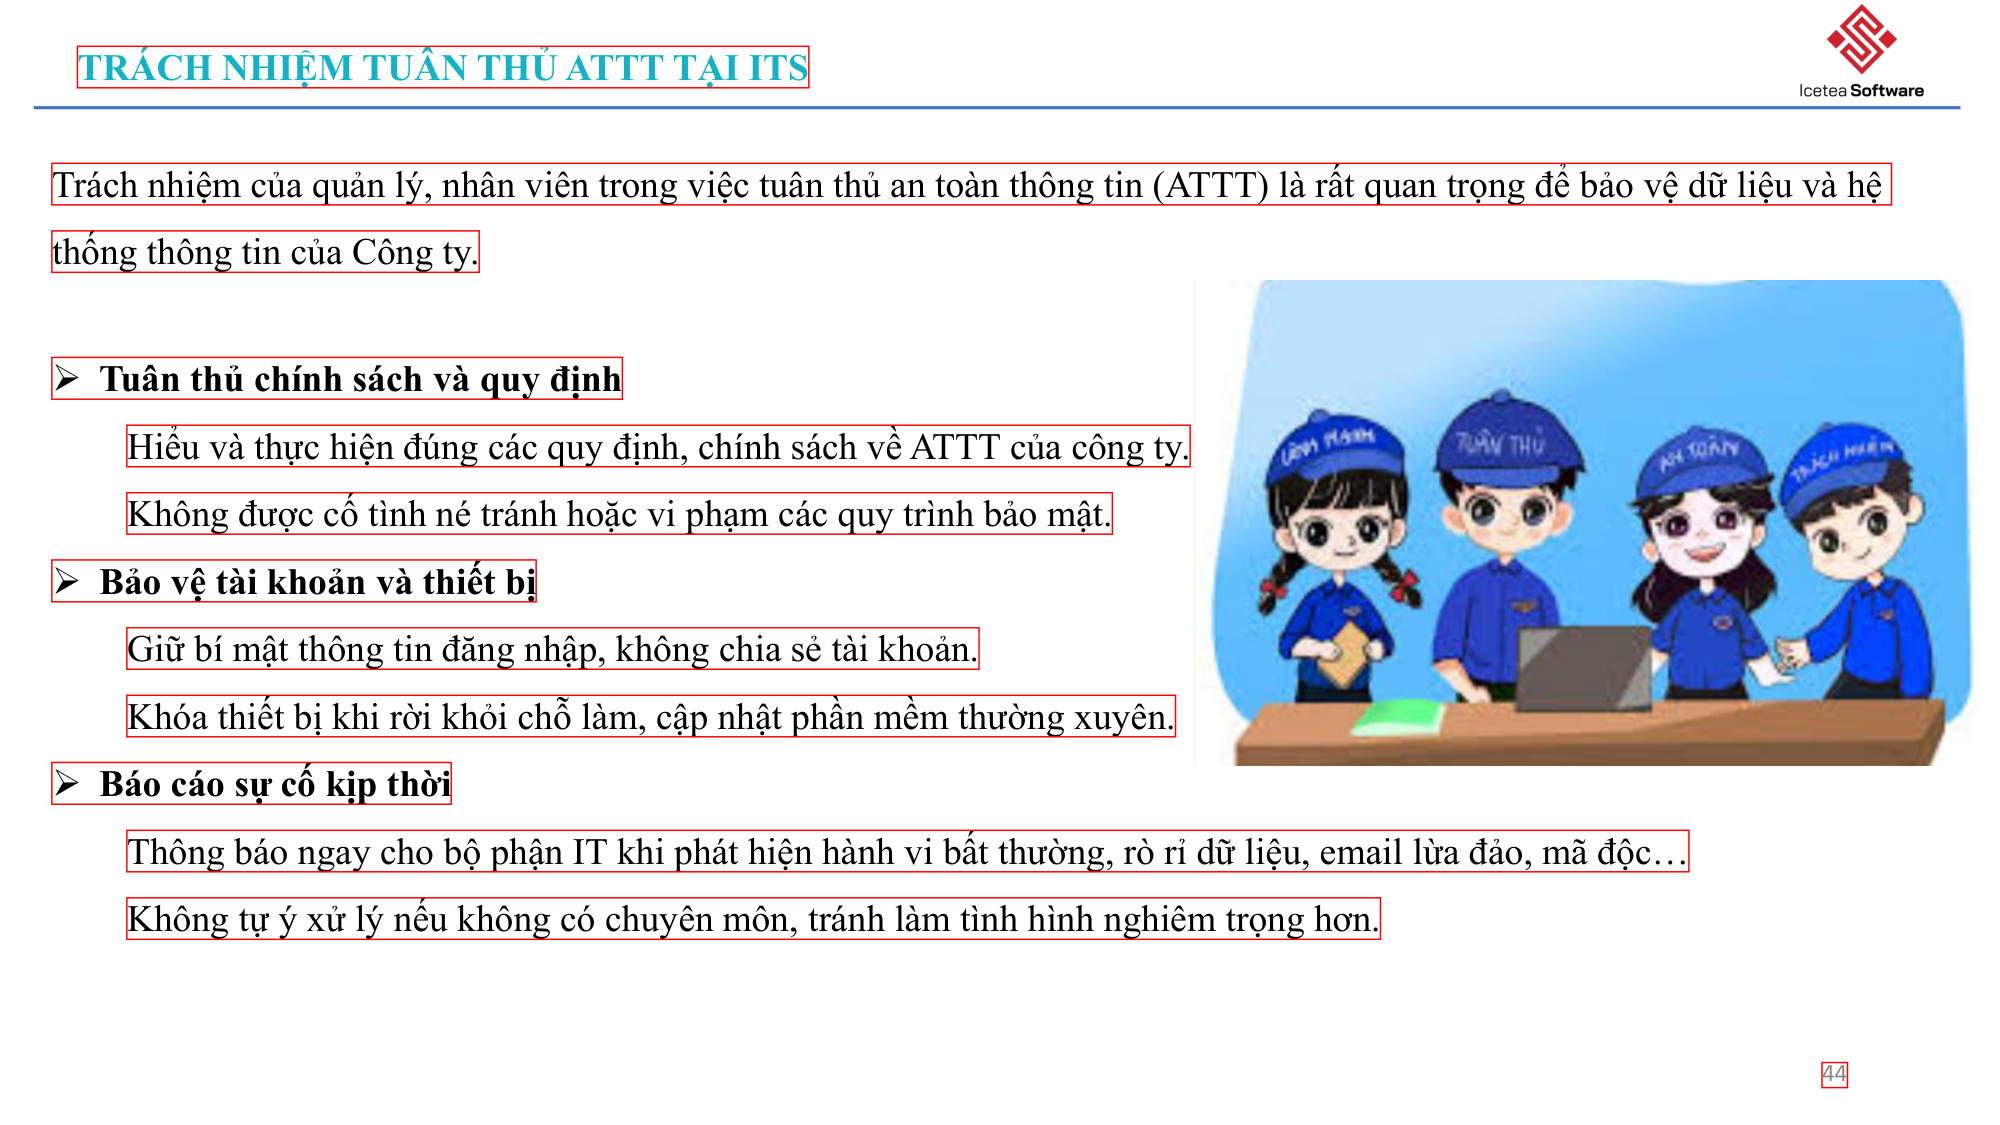 TRÁCH NHIỆM TUÂN THỦ ATTT TẠI ITS
Icetea Software
Trách nhiệm của quản lý, nhân viên trong việc tuân thủ an toàn thông tin (ATTT) là rất quan trọng để bảo vệ dữ liệu và hệ
thống thông tin của Công ty.
➢ Tuân thủ chính sách và quy định
Hiểu và thực hiện đúng các quy định, chính sách về ATTT của công ty.
Không được cố tình né tránh hoặc vi phạm các quy trình bảo mật.
➢ Bảo vệ tài khoản và thiết bị
Giữ bí mật thông tin đăng nhập, không chia sẻ tài khoản.
Khóa thiết bị khi rời khỏi chỗ làm, cập nhật phần mềm thường xuyên.
➢ Báo cáo sự cố kịp thời
Thông báo ngay cho bộ phận IT khi phát hiện hành vi bất thường, rò rỉ dữ liệu, email lừa đảo, mã độc…
Không tự ý xử lý nếu không có chuyên môn, tránh làm tình hình nghiêm trọng hơn.
TUÂN THỦ
AN TOÀN
TRÁCH NHIỆM
44